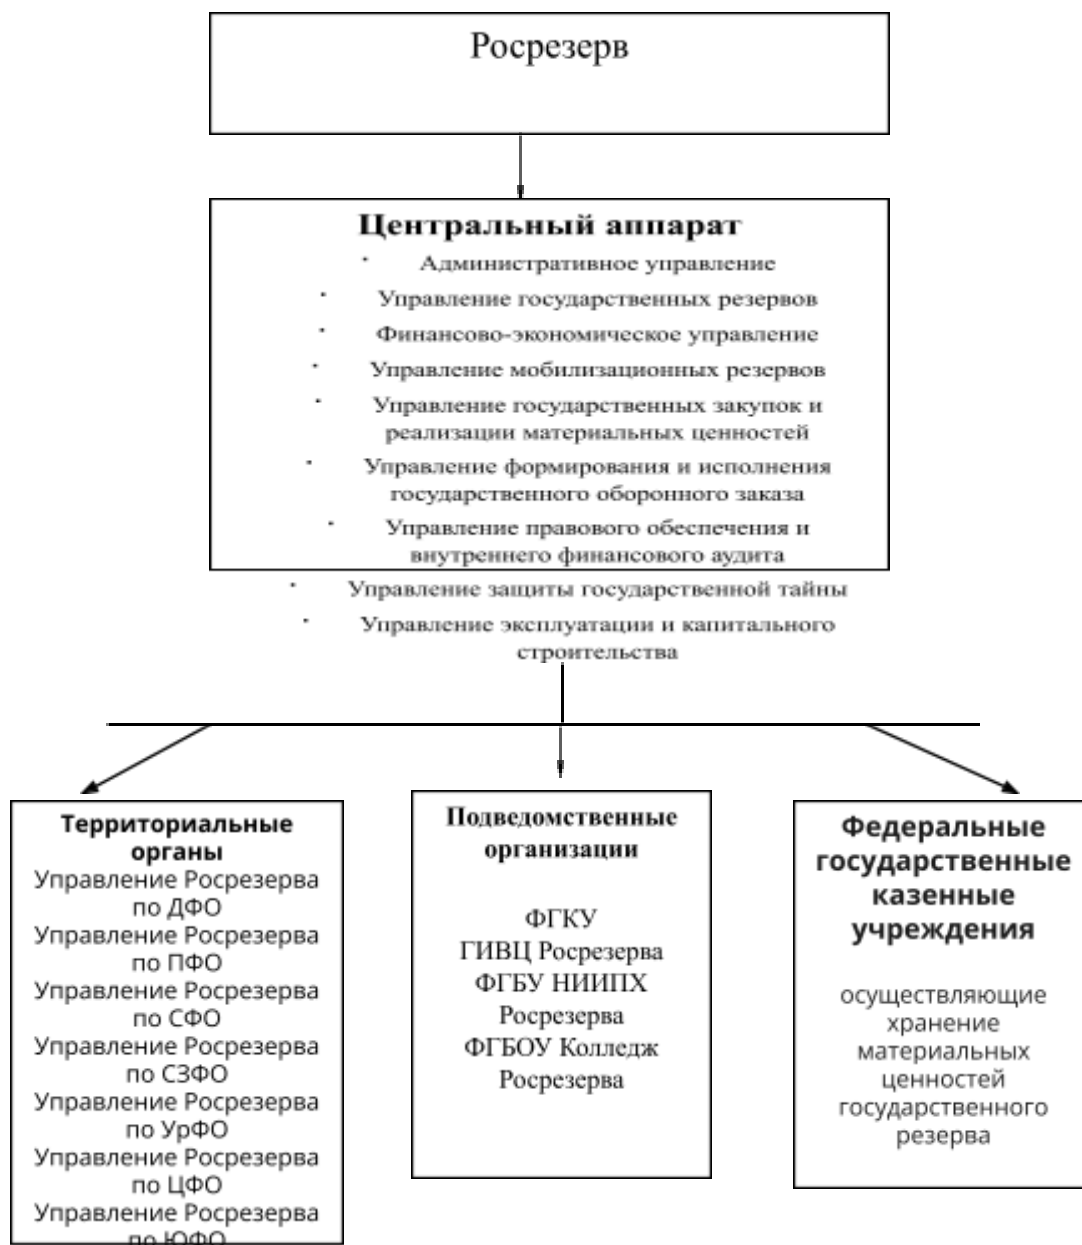 Росрезерв
Центральный аппарат
· Административное управление
· Управление государственных резервов
· Финансово-экономическое управление
· Управление мобилизационных резервов
· Управление государственных закупок и
реализации материальных ценностей
· Управление формирования и исполнения
государственного оборонного заказа
· Управление правового обеспечения и
внутреннего финансового аудита
· Управление защиты государственной тайны
· Управление эксплуатации и капитального
строительства
Территориальные
органы
Управление Росрезерва
по ДФО
Управление Росрезерва
по ПФО
Управление Росрезерва
по СФО
Управление Росрезерва
по СЗФО
Управление Росрезерва
по УрФО
Управление Росрезерва
по ЦФО
Управление Росрезерва
по ЮФО
Подведомственные
организации
ФГКУ
ГИВЦ Росрезерва
ФГБУ НИИПХ
Росрезерва
ФГБОУ Колледж
Росрезерва
Федеральные
государственные
казенные
учреждения
осуществляющие
хранение
материальных
ценностей
государственного
резерва